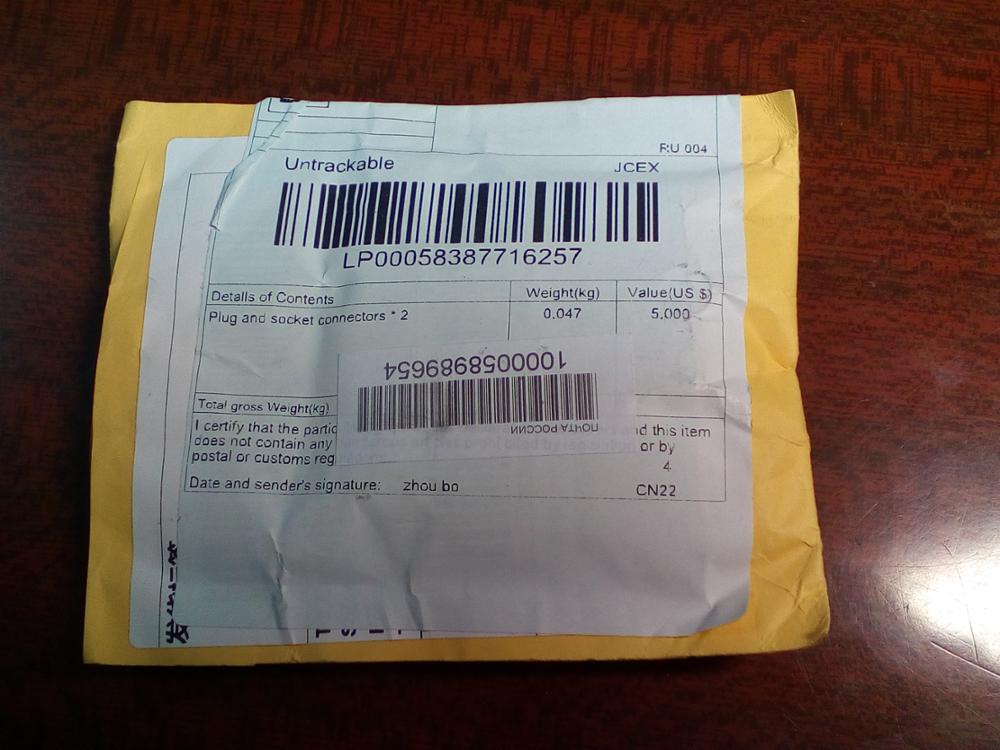 RU 004
Untrackable JCEX
LP00058387716257
Details of Contents Weight(kg) Value(US $)
Plug and socket connectors * 2 0.047 5.000
10000589899654
ПОЧТА РОССИИ
Total gross Weight(kg)
I certify that the partic d this item
does not contain any or by
postal or customs reg 4
Date and sender's signature: zhou bo CN22